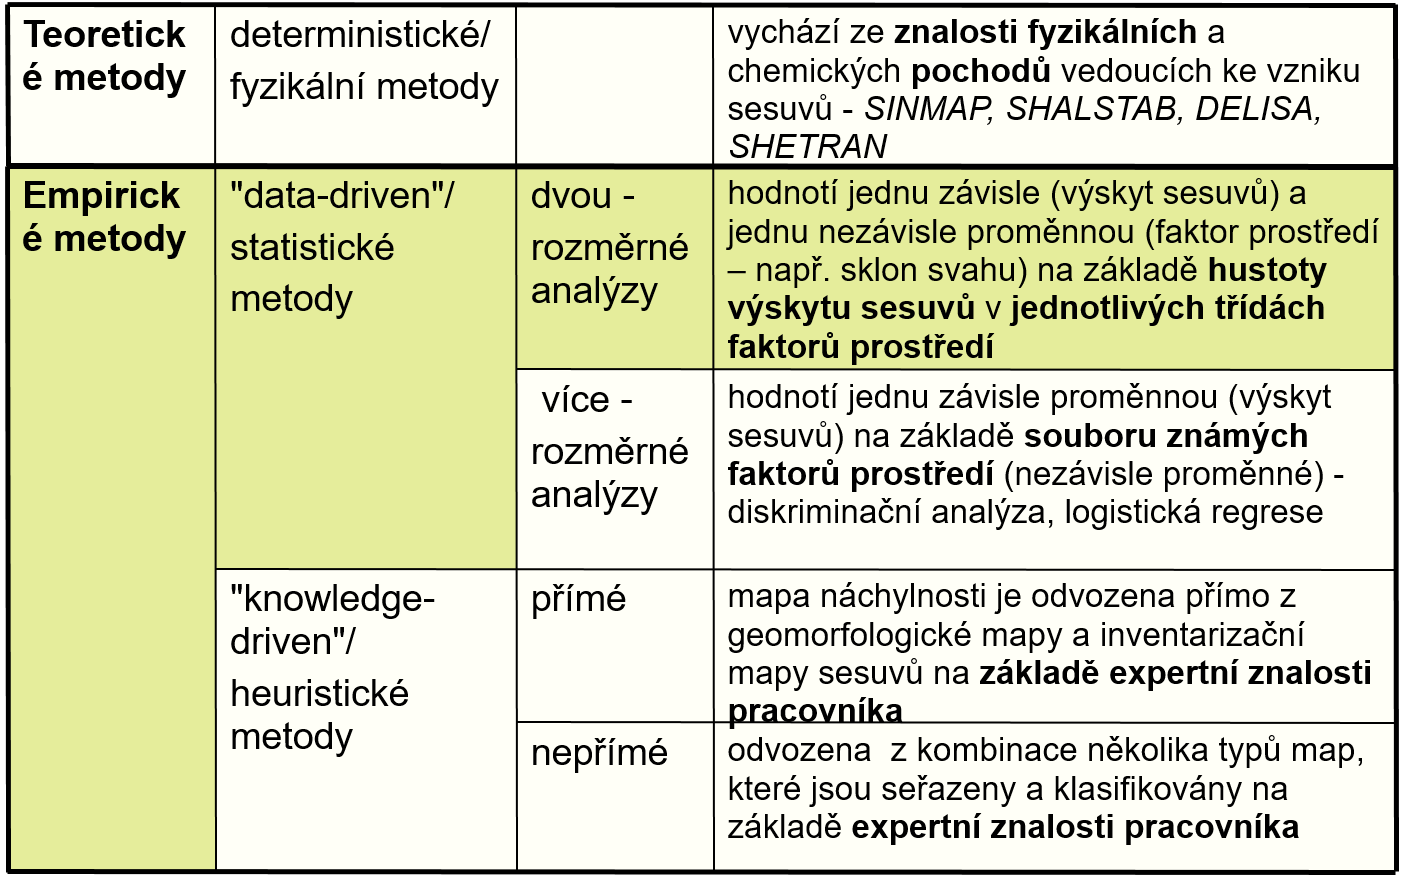 Teoretick
é metody
deterministické/
fyzikální metody
vychází ze znalosti fyzikálních a
chemických pochodů vedoucích ke vzniku
sesuvů - SINMAP, SHALSTAB, DELISA,
SHETRAN
Empirick
é metody
"data-driven"/
statistické
metody
dvou -
rozměrné
analýzy
hodnotí jednu závisle (výskyt sesuvů) a
jednu nezávisle proměnnou (faktor prostředí
– např. sklon svahu) na základě hustoty
výskytu sesuvů v jednotlivých třídách
faktorů prostředí
více -
rozměrné
analýzy
hodnotí jednu závisle proměnnou (výskyt
sesuvů) na základě souboru známých
faktorů prostředí (nezávisle proměnné) -
diskriminační analýza, logistická regrese
"knowledge-
driven"/
heuristické
metody
přímé
mapa náchylnosti je odvozena přímo z
geomorfologické mapy a inventarizační
mapy sesuvů na základě expertní znalosti
pracovníka
nepřímé
odvozena  z kombinace několika typů map,
které jsou seřazeny a klasifikovány na
základě expertní znalosti pracovníka